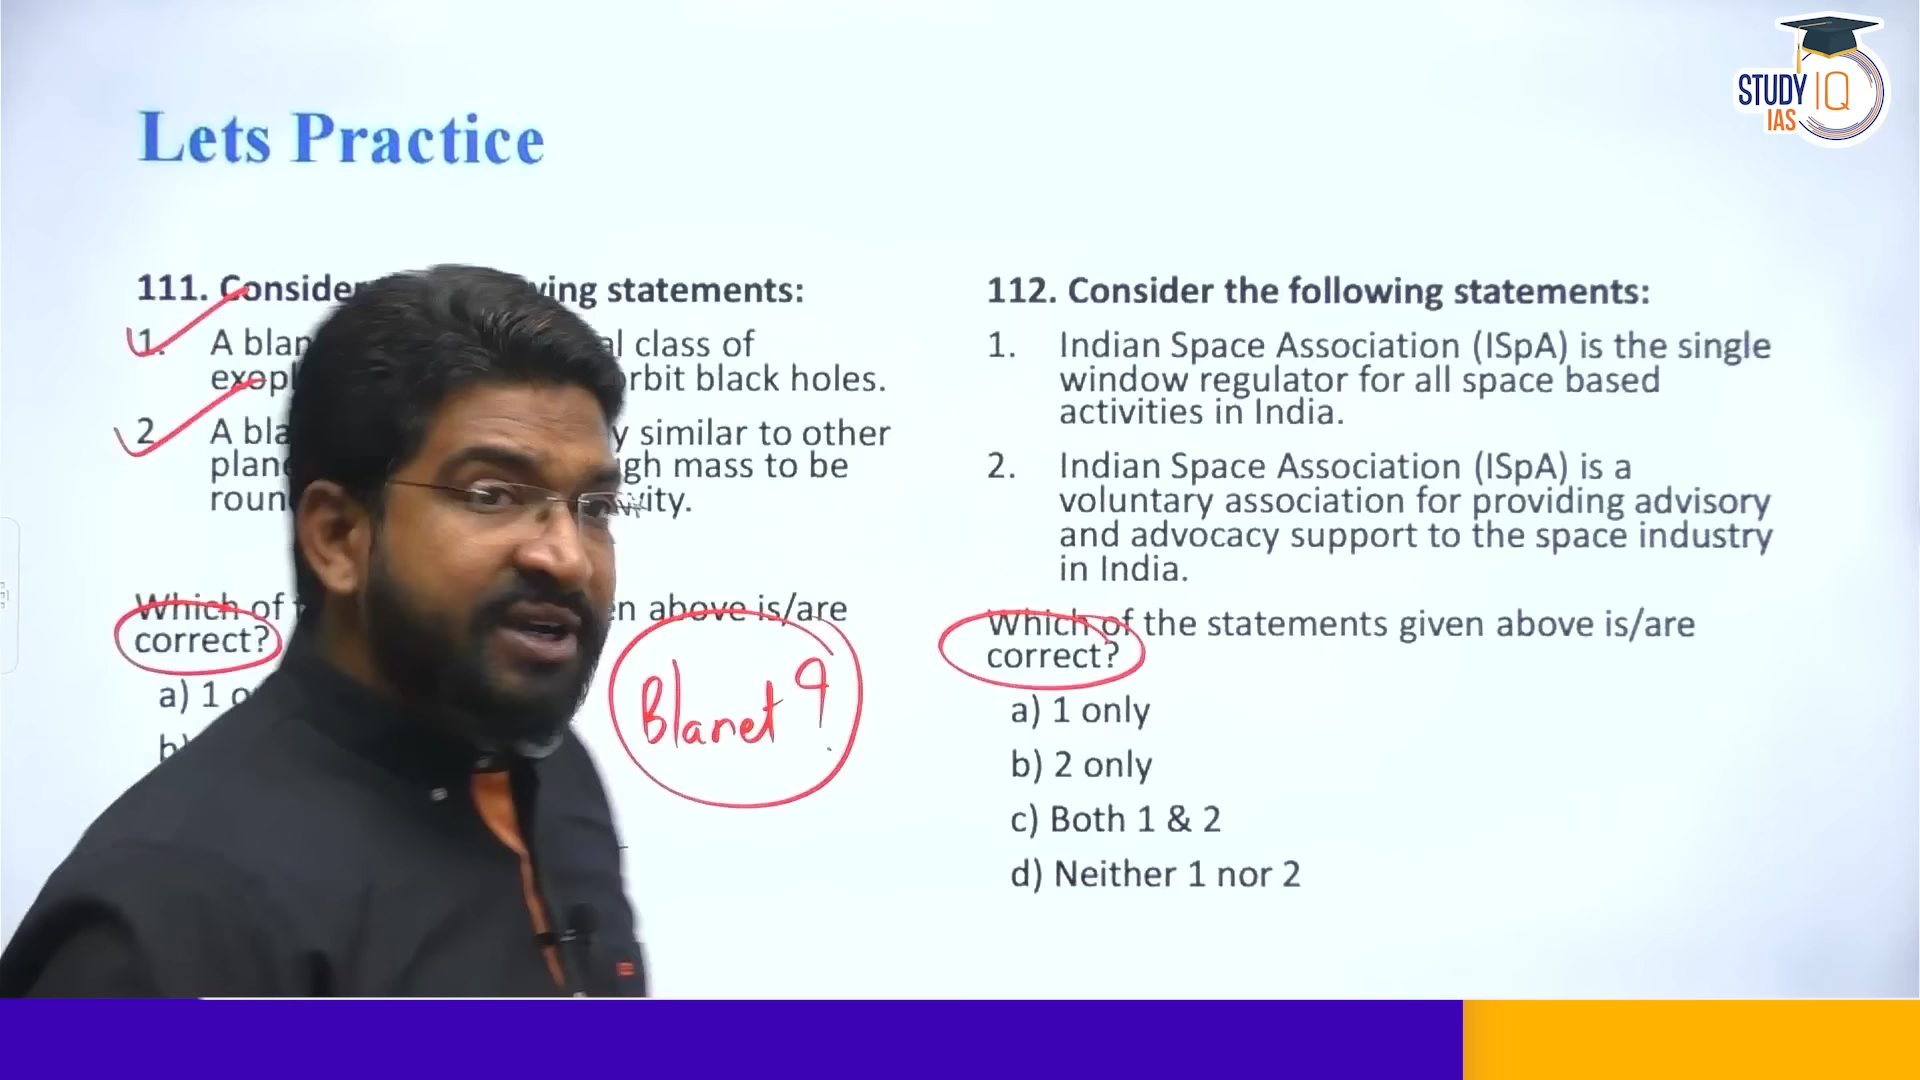 STUDY IQ
IAS
Lets Practice
111. Conside ving statements:
1. A blan al class of
exopl rbit black holes.
2. A bla y similar to other
plane gh mass to be
roun vity.
Which of n above is/are
correct?
a) 1 o
b)
Blanet ?
112. Consider the following statements:
1. Indian Space Association (ISpA) is the single
window regulator for all space based
activities in India.
2. Indian Space Association (ISpA) is a
voluntary association for providing advisory
and advocacy support to the space industry
in India.
Which of the statements given above is/are
correct?
a) 1 only
b) 2 only
c) Both 1 & 2
d) Neither 1 nor 2